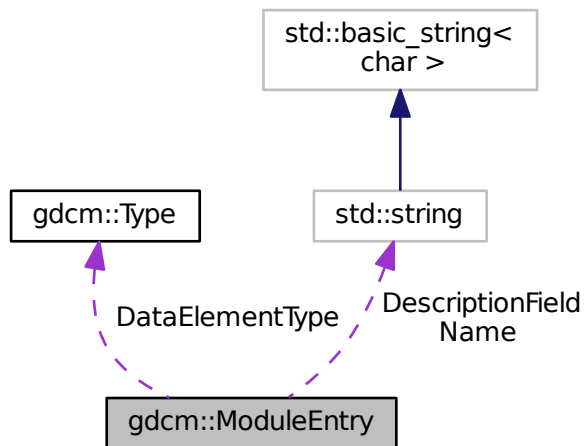 std::basic_string<
char >
gdcm::Type
std::string
DataElementType
DescriptionField
Name
gdcm::ModuleEntry